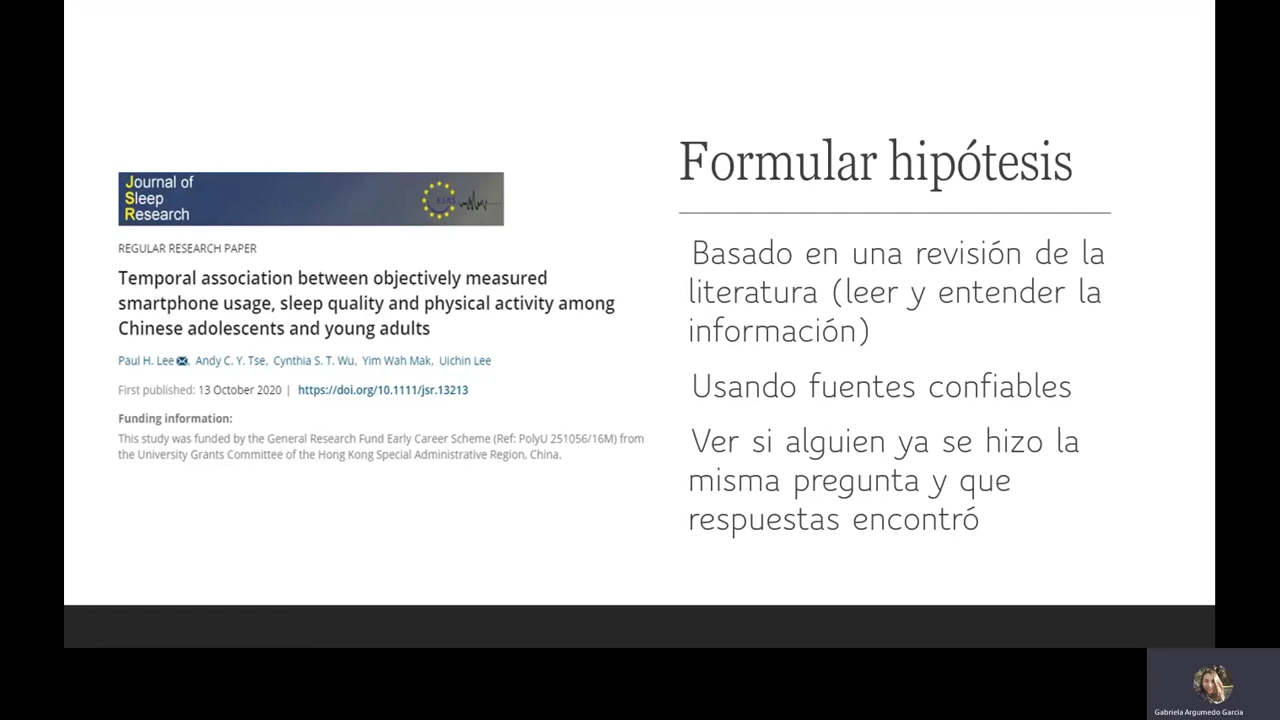 Journal of
Sleep
Research
E.S.R.S
REGULAR RESEARCH PAPER
Temporal association between objectively measured
smartphone usage, sleep quality and physical activity among
Chinese adolescents and young adults
Paul H. Lee, Andy C. Y. Tse, Cynthia S. T. Wu, Yim Wah Mak, Uichin Lee
First published: 13 October 2020 | https://doi.org/10.1111/jsr.13213
Funding information:
This study was funded by the General Research Fund Early Career Scheme (Ref: PolyU 251056/16M) from
the University Grants Committee of the Hong Kong Special Administrative Region, China.
Formular hipótesis
Basado en una revisión de la
literatura (leer y entender la
información)
Usando fuentes confiables
Ver si alguien ya se hizo la
misma pregunta y que
respuestas encontró
Gabriela Argumedo Garcia